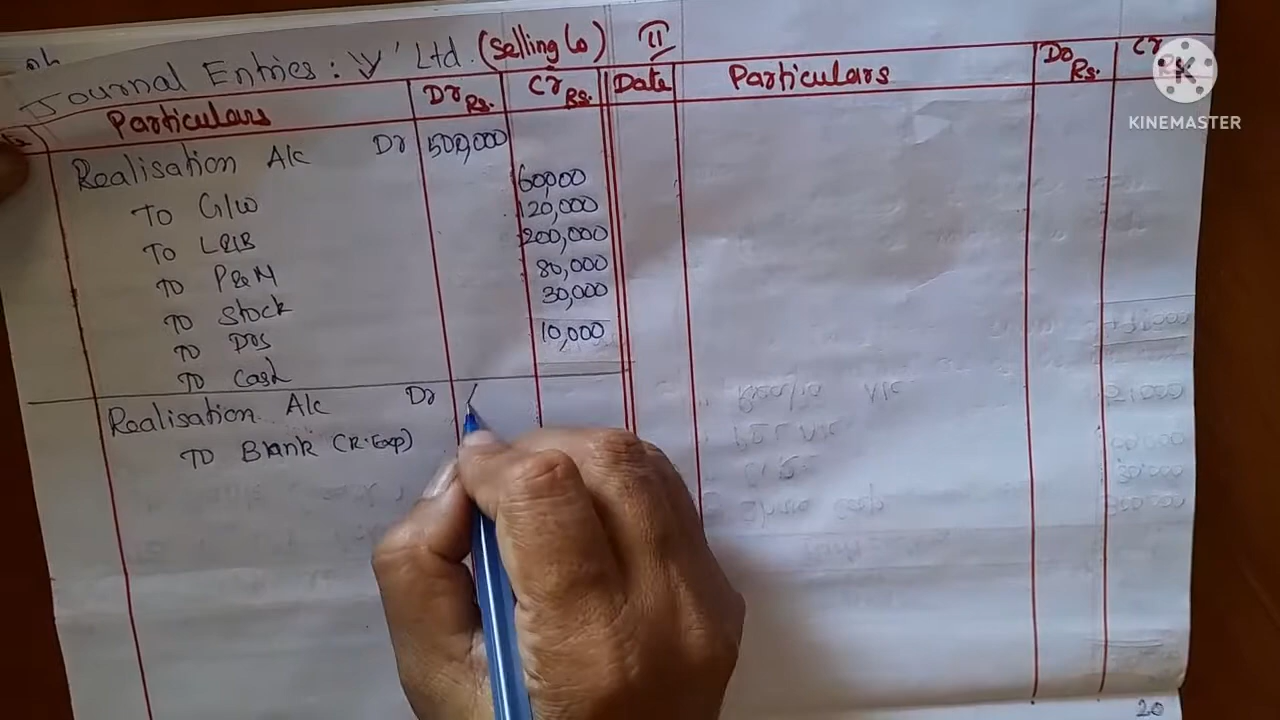 Journal Entries: 'Y' Ltd. (Selling Co) II
Particulars Dr Rs. Cr Rs. Date Particulars Dr Rs. Cr
K
KINEMASTER
Realisation A/c Dr 500,000
To G/W 60,000
To L&B 120,000
To P&M 200,000
To Stock 80,000
To Drs 30,000
To Cash 10,000
Realisation A/c Dr
To Bank (R.Exp)
20